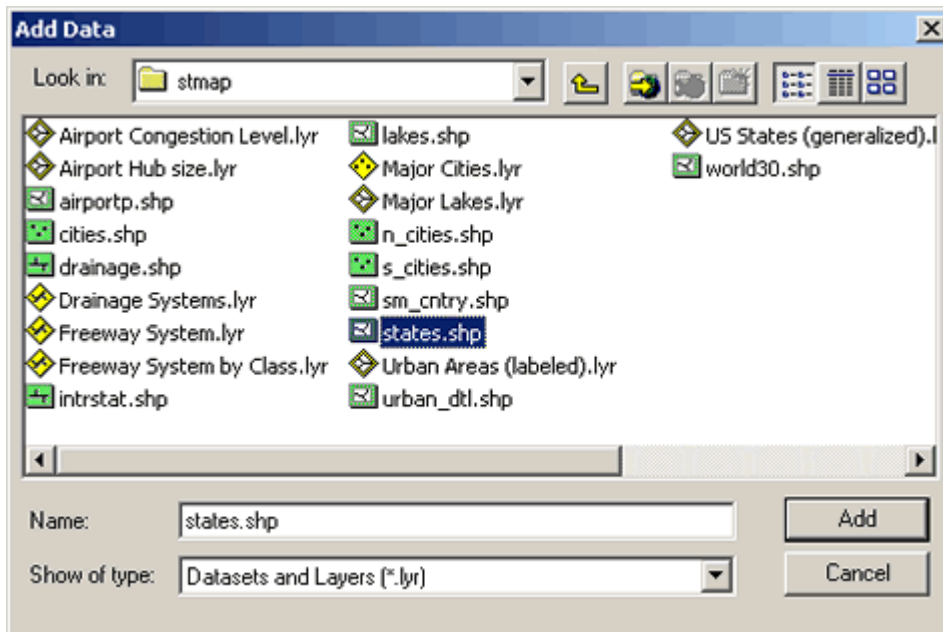 Add Data
Look in: stmap
Airport Congestion Level.lyr
Airport Hub size.lyr
airportp.shp
cities.shp
drainage.shp
Drainage Systems.lyr
Freeway System.lyr
Freeway System by Class.lyr
intrstat.shp
lakes.shp
Major Cities.lyr
Major Lakes.lyr
n_cities.shp
s_cities.shp
sm_cntry.shp
states.shp
Urban Areas (labeled).lyr
urban_dtl.shp
US States (generalized).l
world30.shp
Name: states.shp Add
Show of type: Datasets and Layers (*.lyr) Cancel